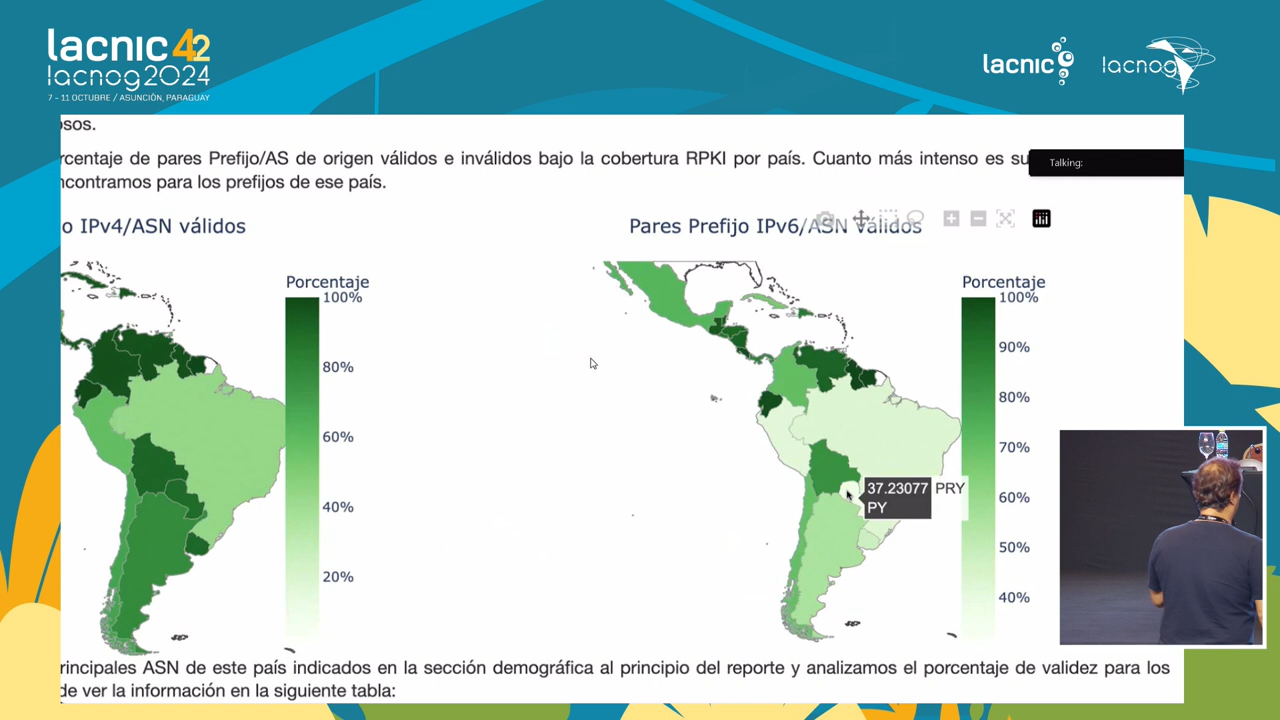 lacnic 42
lacnog2024
7 - 11 OCTUBRE / ASUNCIÓN, PARAGUAY
lacnic
lacnog
osos.
rcentaje de pares Prefijo/AS de origen válidos e inválidos bajo la cobertura RPKI por país. Cuanto más intenso es su
ncontramos para los prefijos de ese país.
Talking:
o IPv4/ASN válidos
Porcentaje
100%
80%
60%
40%
20%
Pares Prefijo IPv6/ASN válidos
Porcentaje
100%
90%
80%
70%
60%
50%
40%
37.23077 PRY
PY
rincipales ASN de este país indicados en la sección demográfica al principio del reporte y analizamos el porcentaje de validez para los
de ver la información en la siguiente tabla: